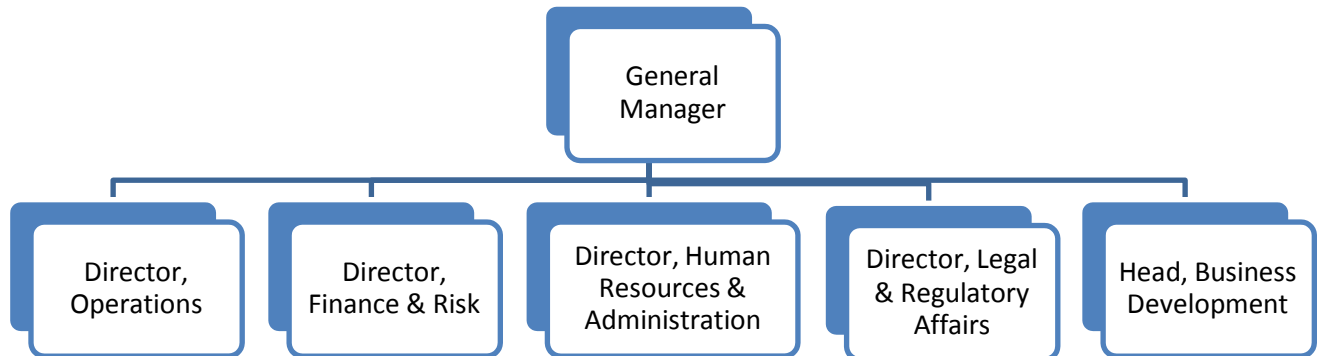 General
Manager
Director,
Operations
Director,
Finance & Risk
Director, Human
Resources &
Administration
Director, Legal
& Regulatory
Affairs
Head, Business
Development